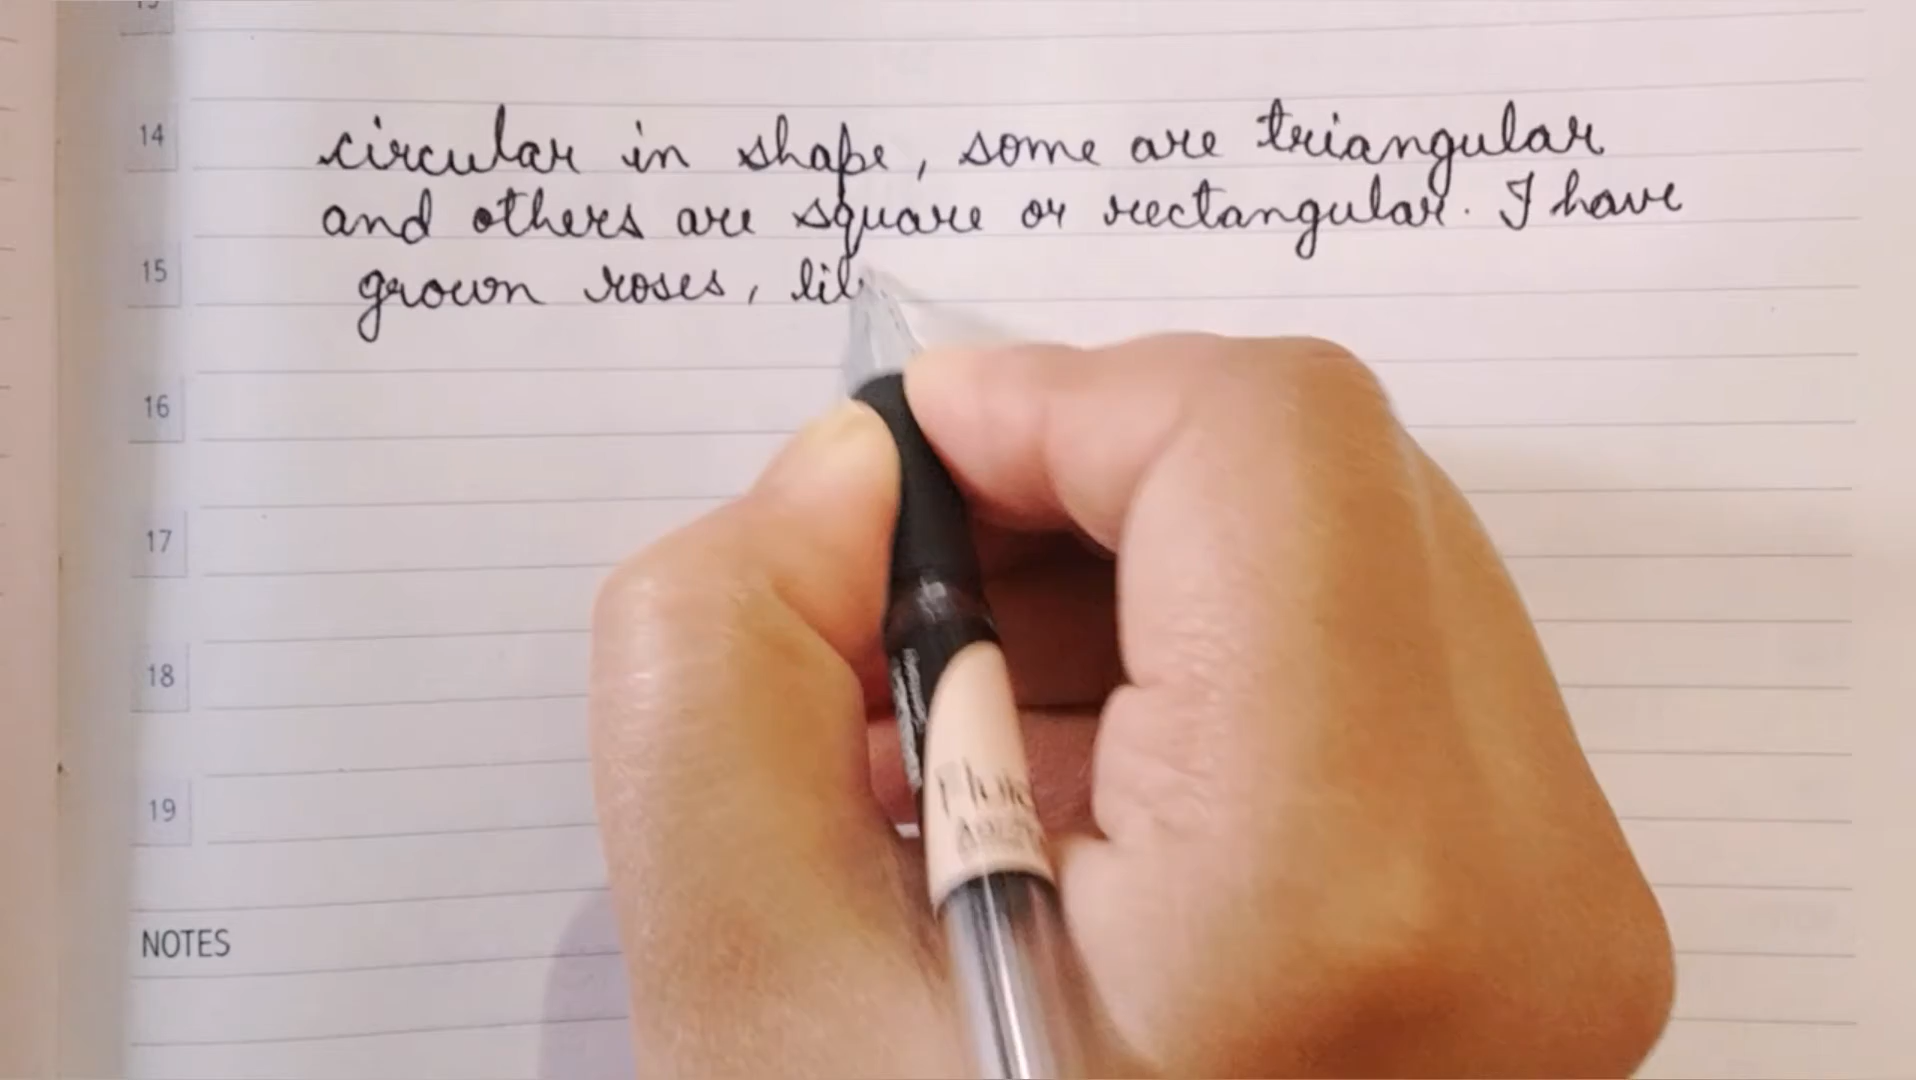 14
circular in shape, some are triangular
and others are square or rectangular. I have
15
grown roses, lil
16
17
18
19
NOTES